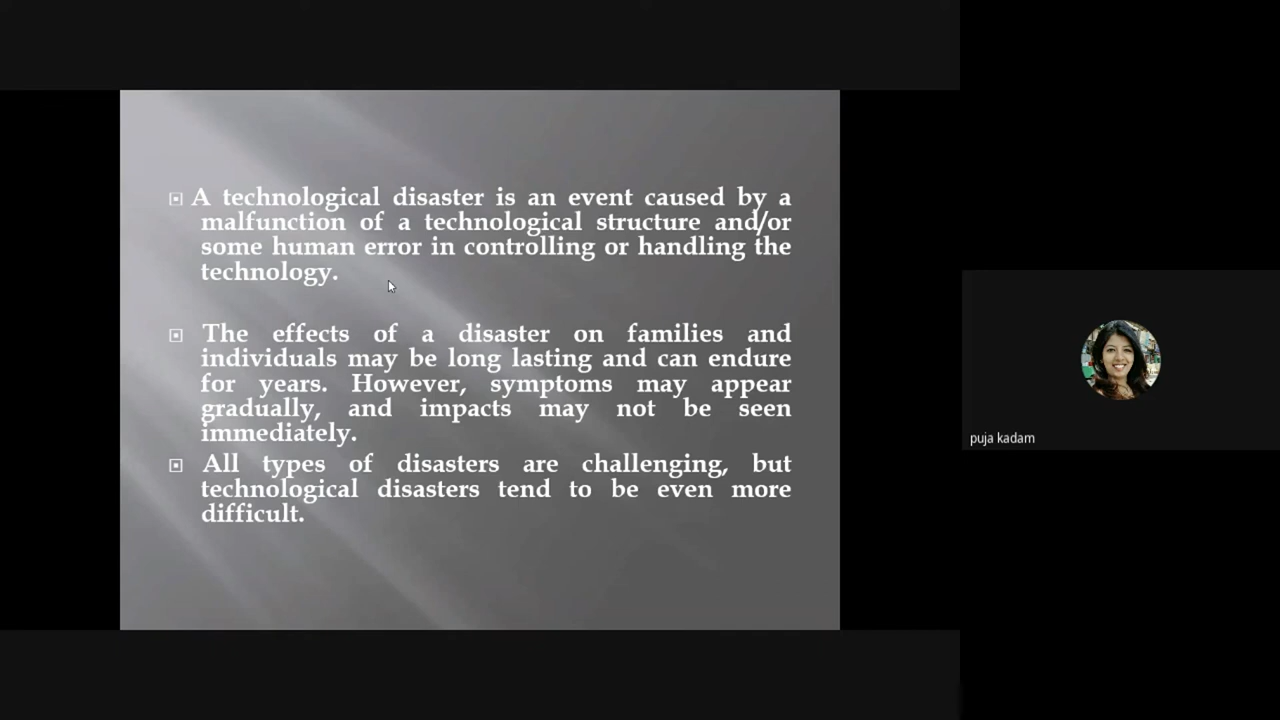 A technological disaster is an event caused by a
malfunction of a technological structure and/or
some human error in controlling or handling the
technology.
The effects of a disaster on families and
individuals may be long lasting and can endure
for years. However, symptoms may appear
gradually, and impacts may not be seen
immediately.
All types of disasters are challenging, but
technological disasters tend to be even more
difficult.
puja kadam